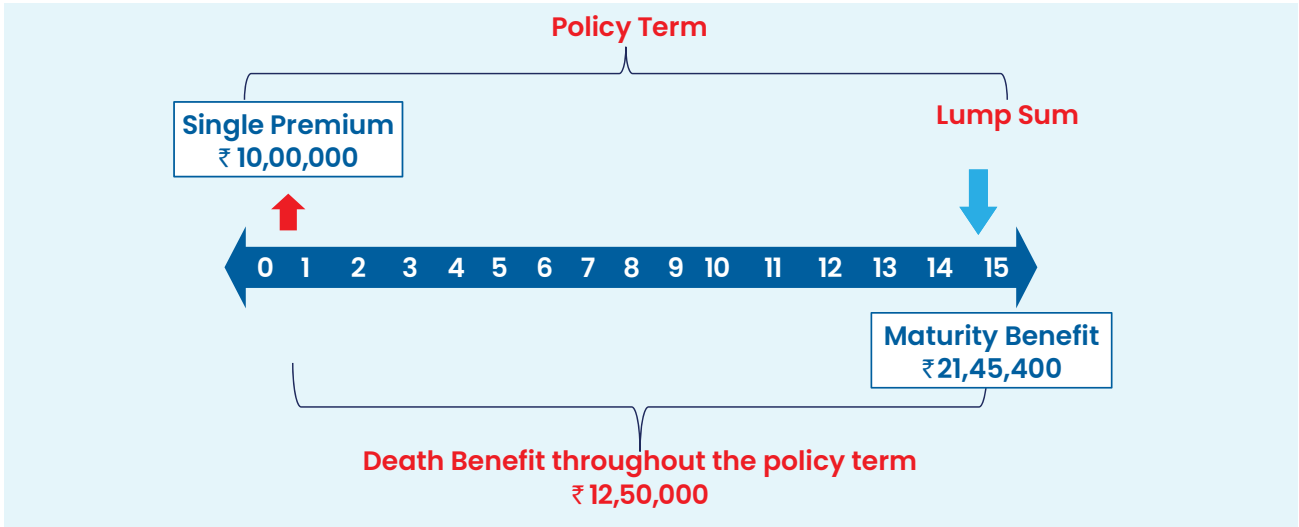 Policy Term
Single Premium
₹ 10,00,000
Lump Sum
0 1 2 3 4 5 6 7 8 9 10 11 12 13 14 15
Maturity Benefit
₹21,45,400
Death Benefit throughout the policy term
₹ 12,50,000